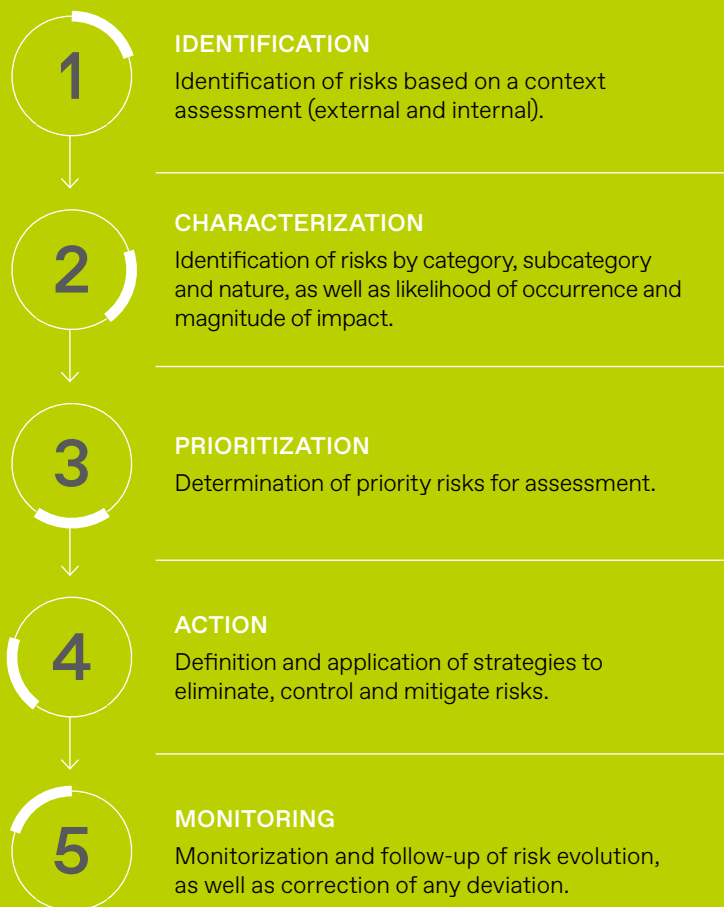 1
IDENTIFICATION
Identification of risks based on a context
assessment (external and internal).
2
CHARACTERIZATION
Identification of risks by category, subcategory
and nature, as well as likelihood of occurrence and
magnitude of impact.
3
PRIORITIZATION
Determination of priority risks for assessment.
4
ACTION
Definition and application of strategies to
eliminate, control and mitigate risks.
5
MONITORING
Monitorization and follow-up of risk evolution,
as well as correction of any deviation.